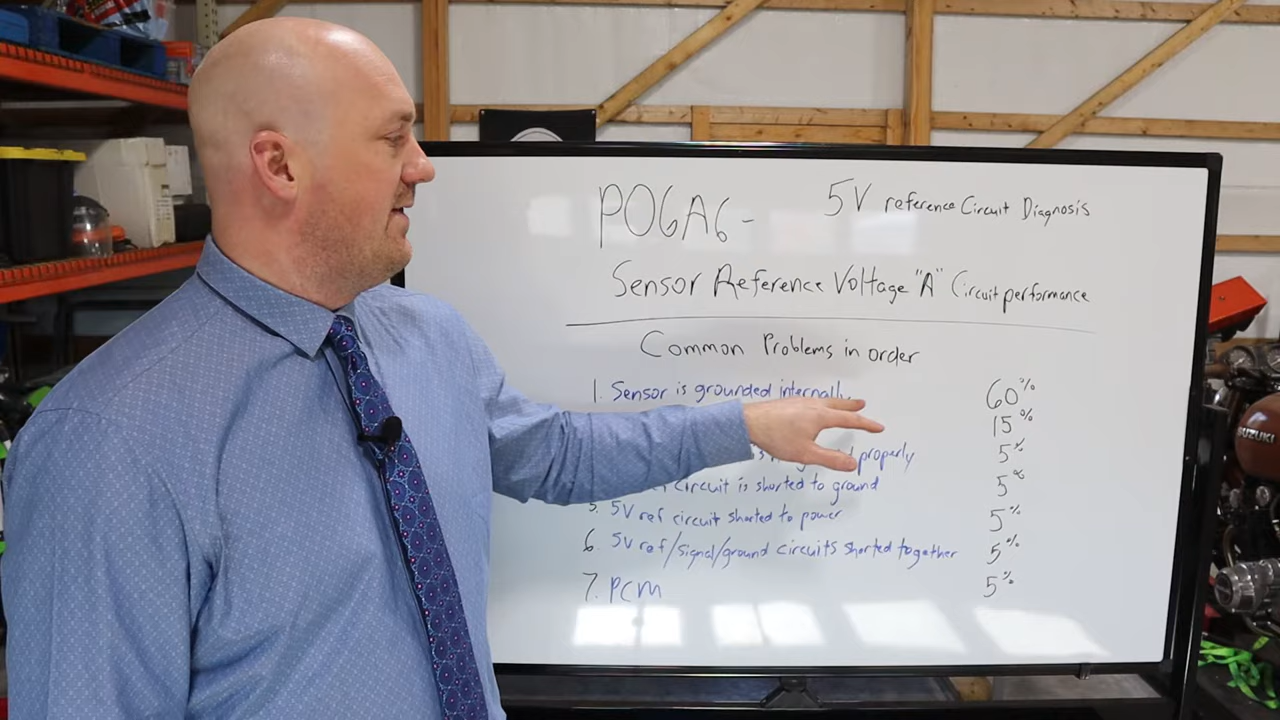 P06A6- 5V reference Circuit Diagnosis
Sensor Reference Voltage "A" Circuit performance
Common Problems in order
1. Sensor is grounded internally 60%
15%
properly 5%
circuit is shorted to ground 5%
5. 5V ref circuit shorted to power 5%
6. 5V ref/signal/ground circuits shorted together 5%
7. PCM 5%
SUZUKI